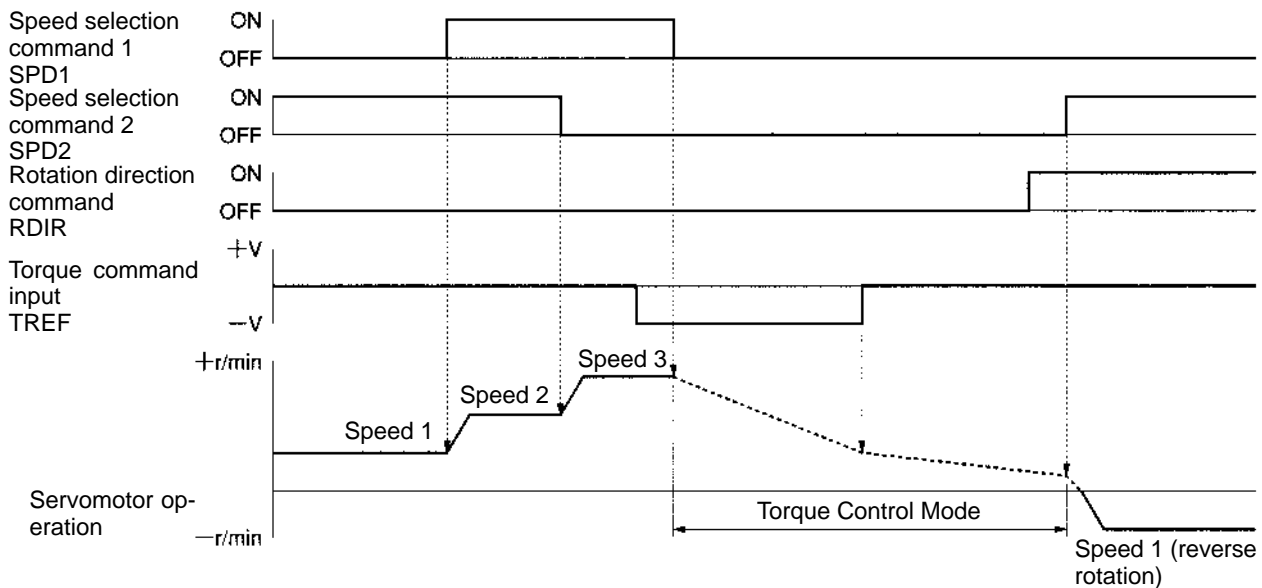 Speed selection
command 1
SPD1
ON
OFF
Speed selection
command 2
SPD2
ON
OFF
Rotation direction
command
RDIR
ON
OFF
Torque command
input
TREF
+V
−V
+r/min
Speed 1
Speed 2
Speed 3
Servomotor op-
eration
−r/min
Torque Control Mode
Speed 1 (reverse
rotation)